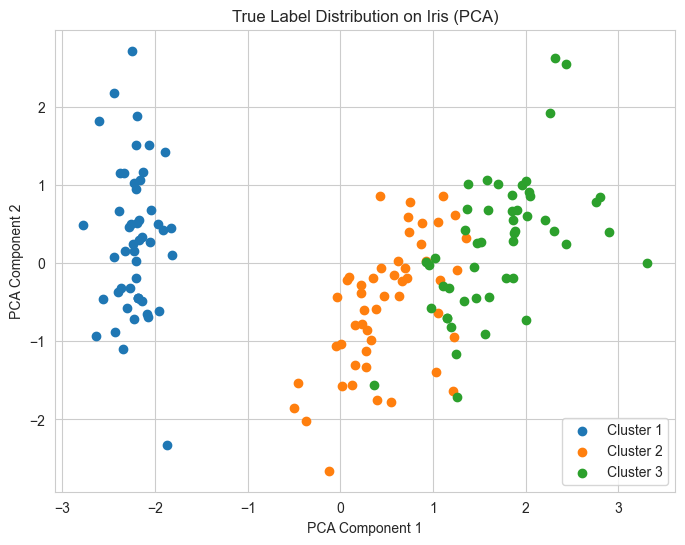 True Label Distribution on Iris (PCA)
PCA Component 2
2
1
0
−1
−2
−3
−2
−1
0
1
2
3
PCA Component 1
Cluster 1
Cluster 2
Cluster 3